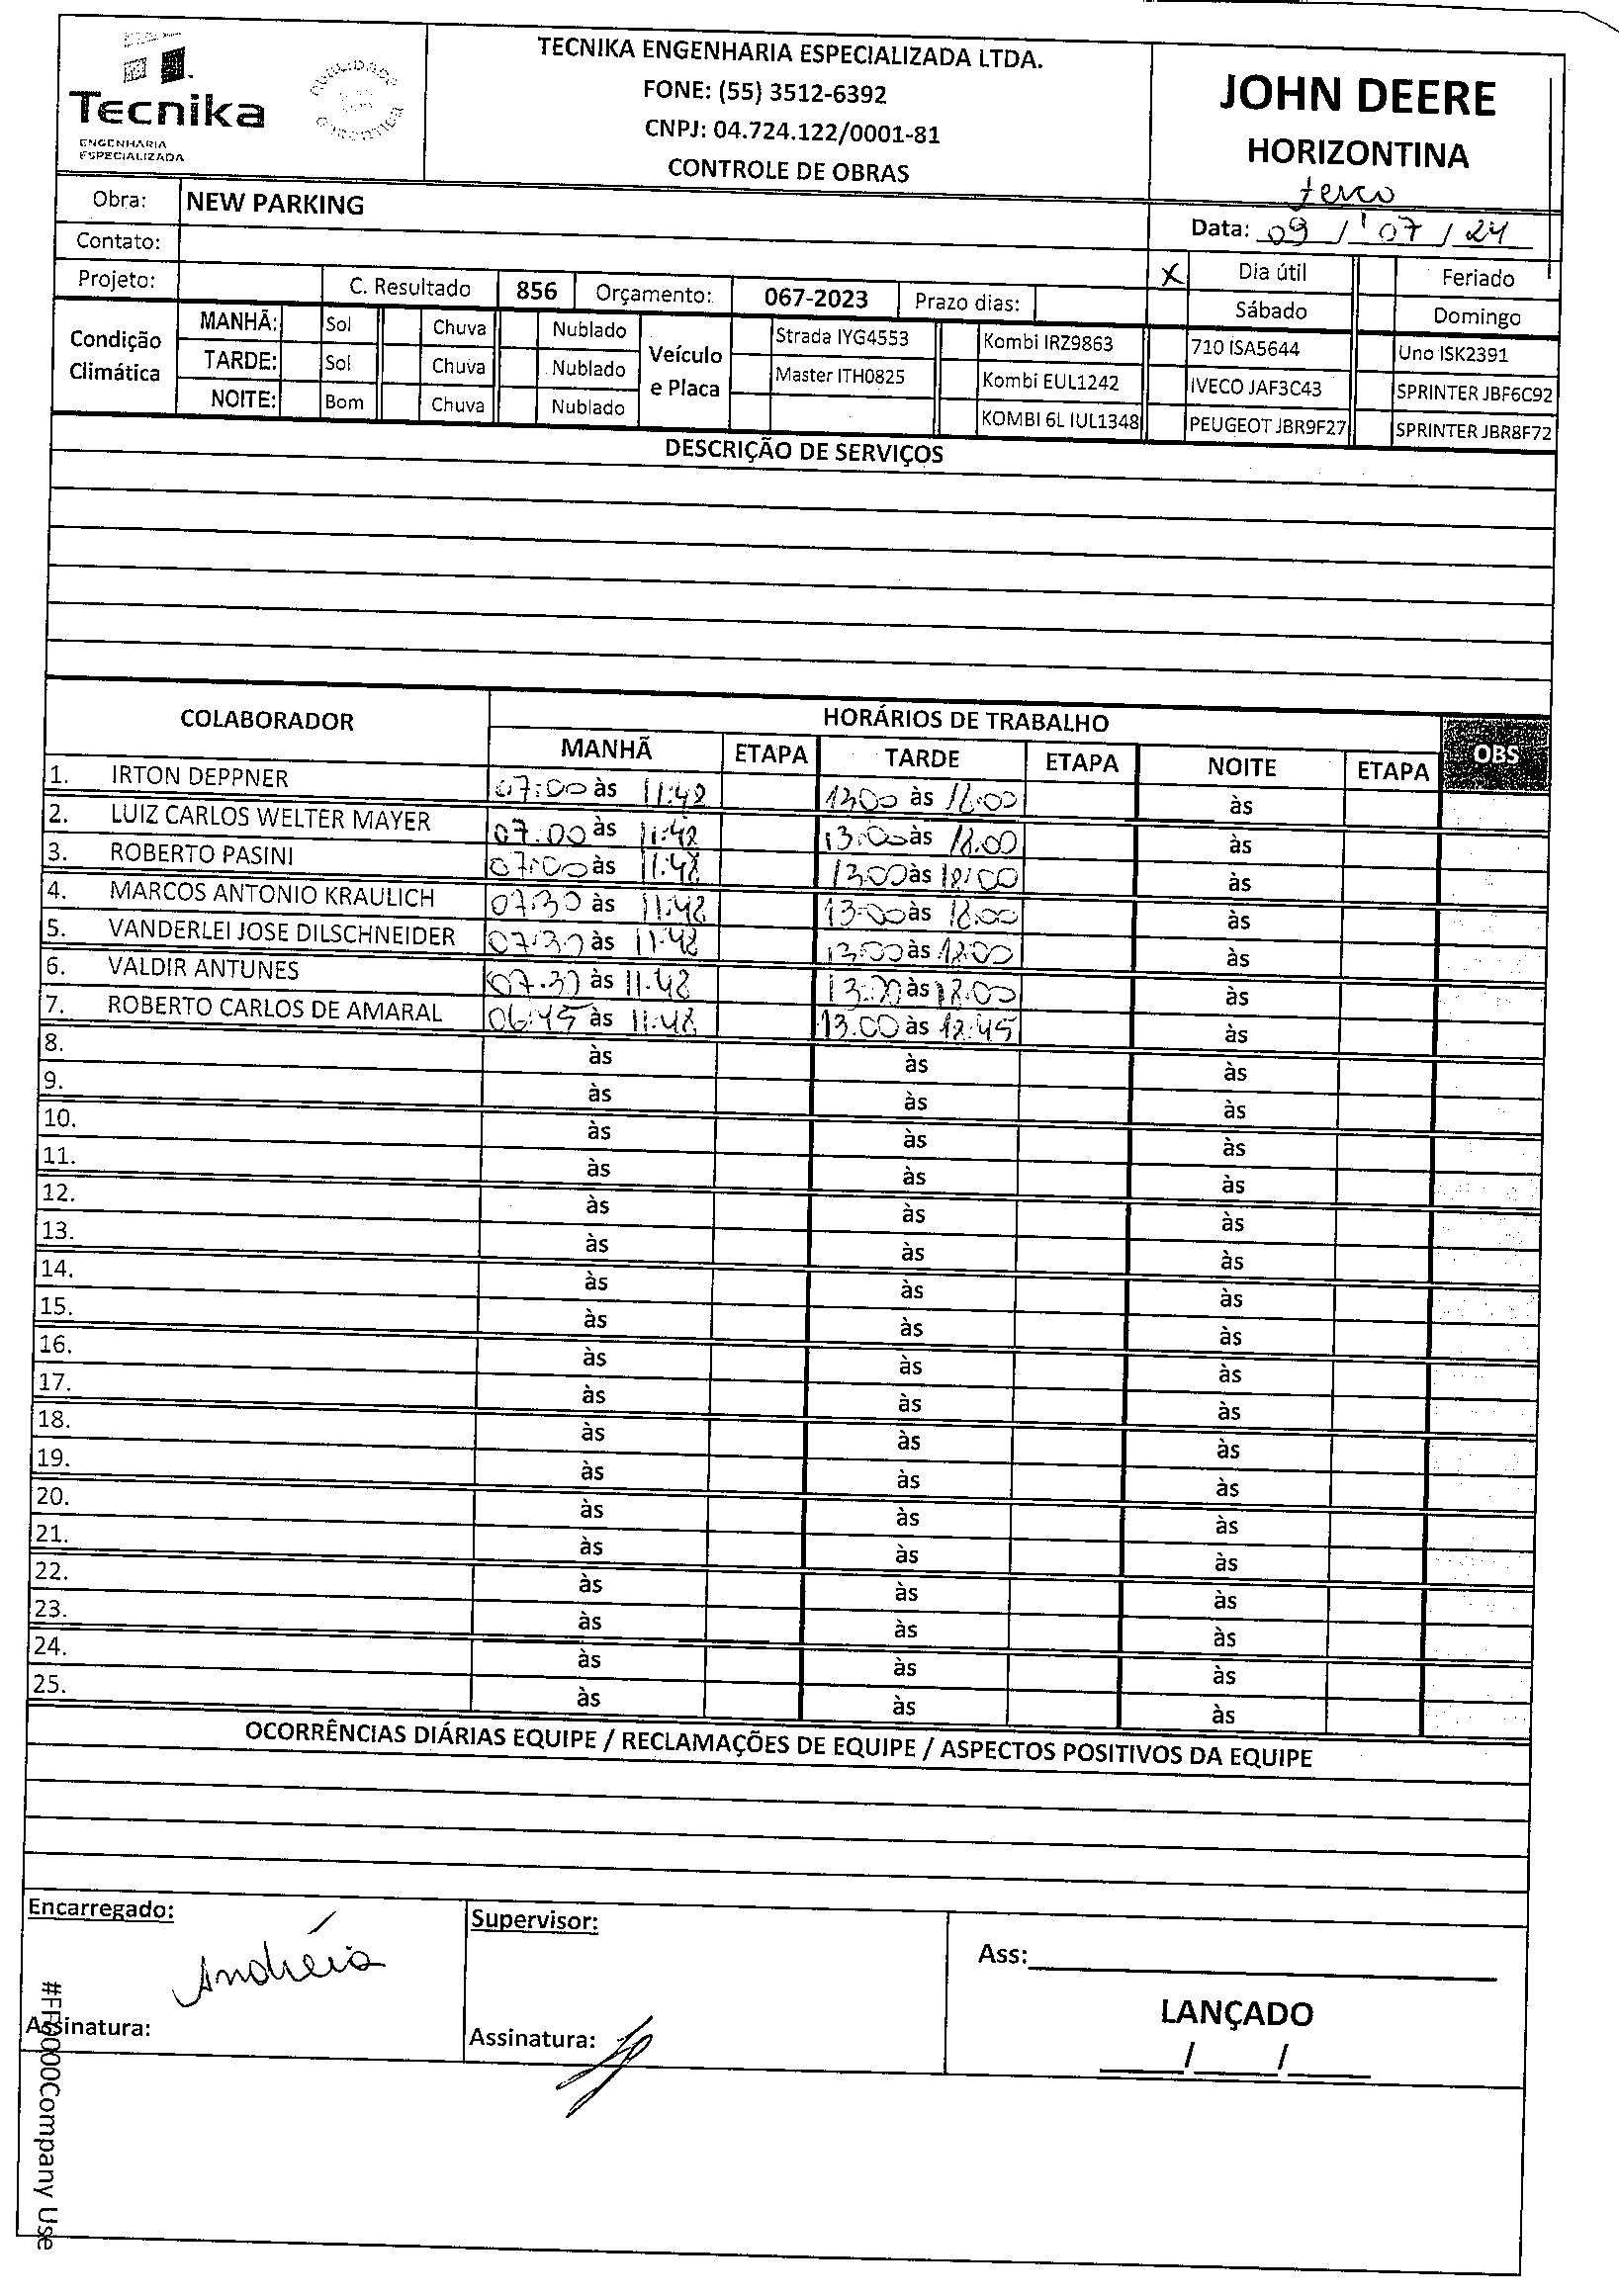 Tecnika
ENGENHARIA
ESPECIALIZADA
TECNIKA ENGENHARIA ESPECIALIZADA LTDA.
FONE: (55) 3512-6392
CNPJ: 04.724.122/0001-81
CONTROLE DE OBRAS
JOHN DEERE
HORIZONTINA
Obra: NEW PARKING
Data: 09 / 07 / 24
Contato:
Projeto: C. Resultado 856 Orçamento: 067-2023 Prazo dias:
X Dia útil Feriado
Sábado Domingo
Condição Climática
MANHÃ: Sol Chuva Nublado
TARDE: Sol Chuva Nublado
NOITE: Bom Chuva Nublado
Veículo e Placa
Strada IYG4553 Kombi IRZ9863 710 ISA5644 Uno ISK2391
Master ITH0825 Kombi EUL1242 IVECO JAF3C43 SPRINTER JBF6C92
KOMBI 6L IUL1348 PEUGEOT JBR9F27 SPRINTER JBR8F72
DESCRIÇÃO DE SERVIÇOS
COLABORADOR HORÁRIOS DE TRABALHO OBS
MANHÃ ETAPA TARDE ETAPA NOITE ETAPA
1. IRTON DEPPNER 07:00 às 11:48 13:00 às 18:00 às
2. LUIZ CARLOS WELTER MAYER 07:00 às 11:48 13:00 às 18:00 às
3. ROBERTO PASINI 07:00 às 11:48 13:00 às 18:00 às
4. MARCOS ANTONIO KRAULICH 07:30 às 11:48 13:00 às 18:00 às
5. VANDERLEI JOSE DILSCHNEIDER 07:30 às 11:48 13:00 às 18:00 às
6. VALDIR ANTUNES 07:30 às 11:48 às 18:00 às
7. ROBERTO CARLOS DE AMARAL 06:45 às 11:48 13:00 às 18:45 às
8. às às às
9. às às às
10. às às às
11. às às às
12. às às às
13. às às às
14. às às às
15. às às às
16. às às às
17. às às às
18. às às às
19. às às às
20. às às às
21. às às às
22. às às às
23. às às às
24. às às às
25. às às às
OCORRÊNCIAS DIÁRIAS EQUIPE / RECLAMAÇÕES DE EQUIPE / ASPECTOS POSITIVOS DA EQUIPE
Encarregado:
Andréia
Assinatura:
Supervisor:
Assinatura:
Ass:
LANÇADO
/ /
#FF0000Company Use